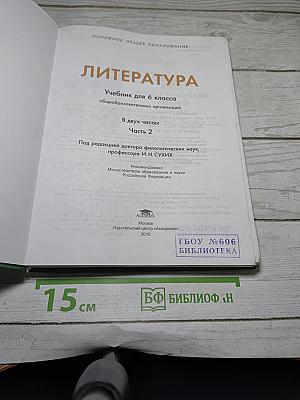 ОСНОВНОЕ ОБЩЕЕ ОБРАЗОВАНИЕ
ЛИТЕРАТУРА
Учебник для 6 класса
общеобразовательных организаций
В двух частях
Часть 2
Под редакцией доктора филологических наук,
профессора И.Н. СУХИХ
Рекомендовано
Министерством образования и науки
Российской Федерации
Москва
Издательский центр «Академия»
2015
ГБОУ №606
БИБЛИОТЕКА
15 см
БФ БИБЛИОФ Н